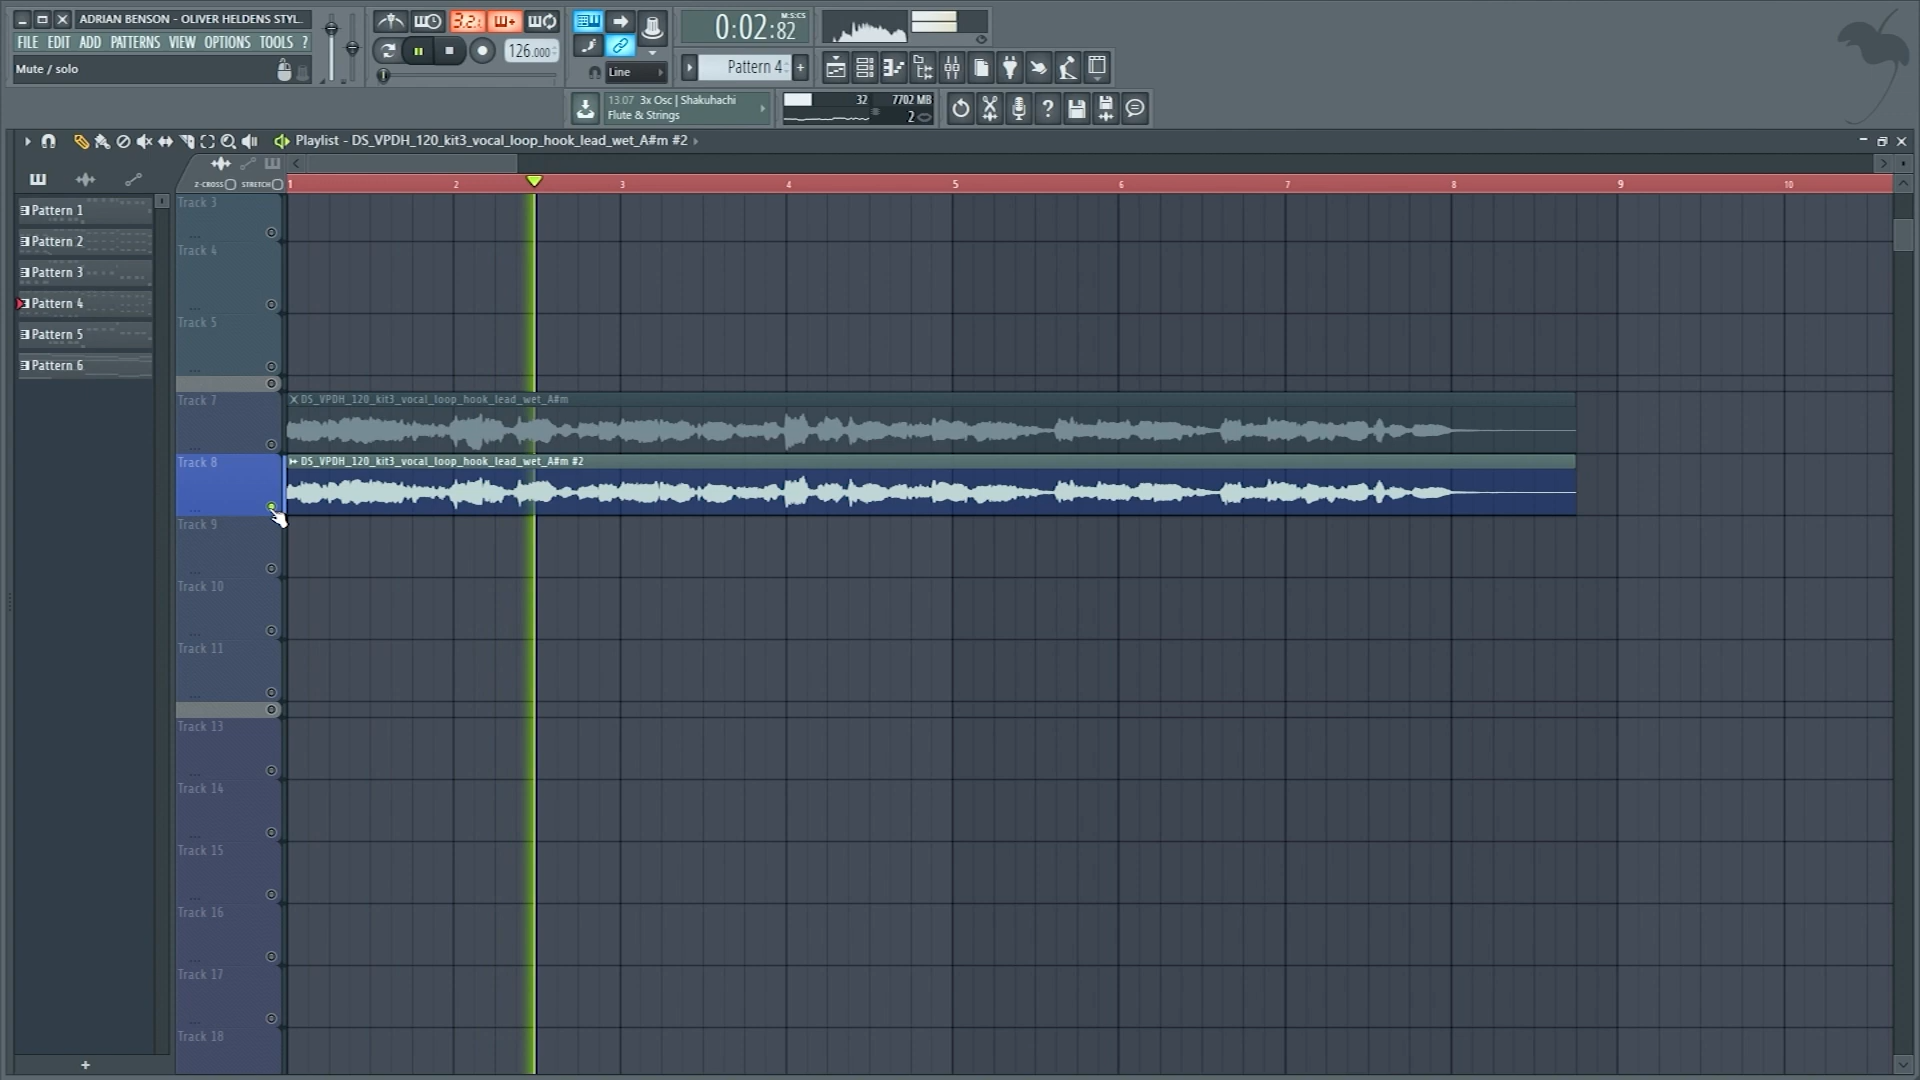 ADRIAN BENSON - OLIVER HELDENS STYL..
FILE EDIT ADD PATTERNS VIEW OPTIONS TOOLS ?
Mute / solo
126.000
Line
0:02:82
M:S:CS
Pattern 4
13.07 3x Osc | Shakuhachi
Flute & Strings
32 7702 MB
2
Playlist - DS_VPDH_120_kit3_vocal_loop_hook_lead_wet_A#m #2
Z-CROSS STRETCH
1 2 3 4 5 6 7 8 9 10
Pattern 1
Pattern 2
Pattern 3
Pattern 4
Pattern 5
Pattern 6
Track 3
Track 4
Track 5
Track 7
DS_VPDH_120_kit3_vocal_loop_hook_lead_wet_A#m
Track 8
DS_VPDH_120_kit3_vocal_loop_hook_lead_wet_A#m #2
Track 9
Track 10
Track 11
Track 13
Track 14
Track 15
Track 16
Track 17
Track 18